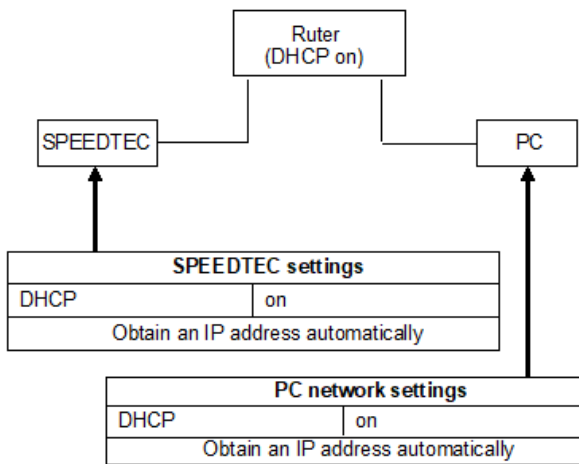 Ruter
(DHCP on)
SPEEDTEC
PC
SPEEDTEC settings
DHCP on
Obtain an IP address automatically
PC network settings
DHCP on
Obtain an IP address automatically